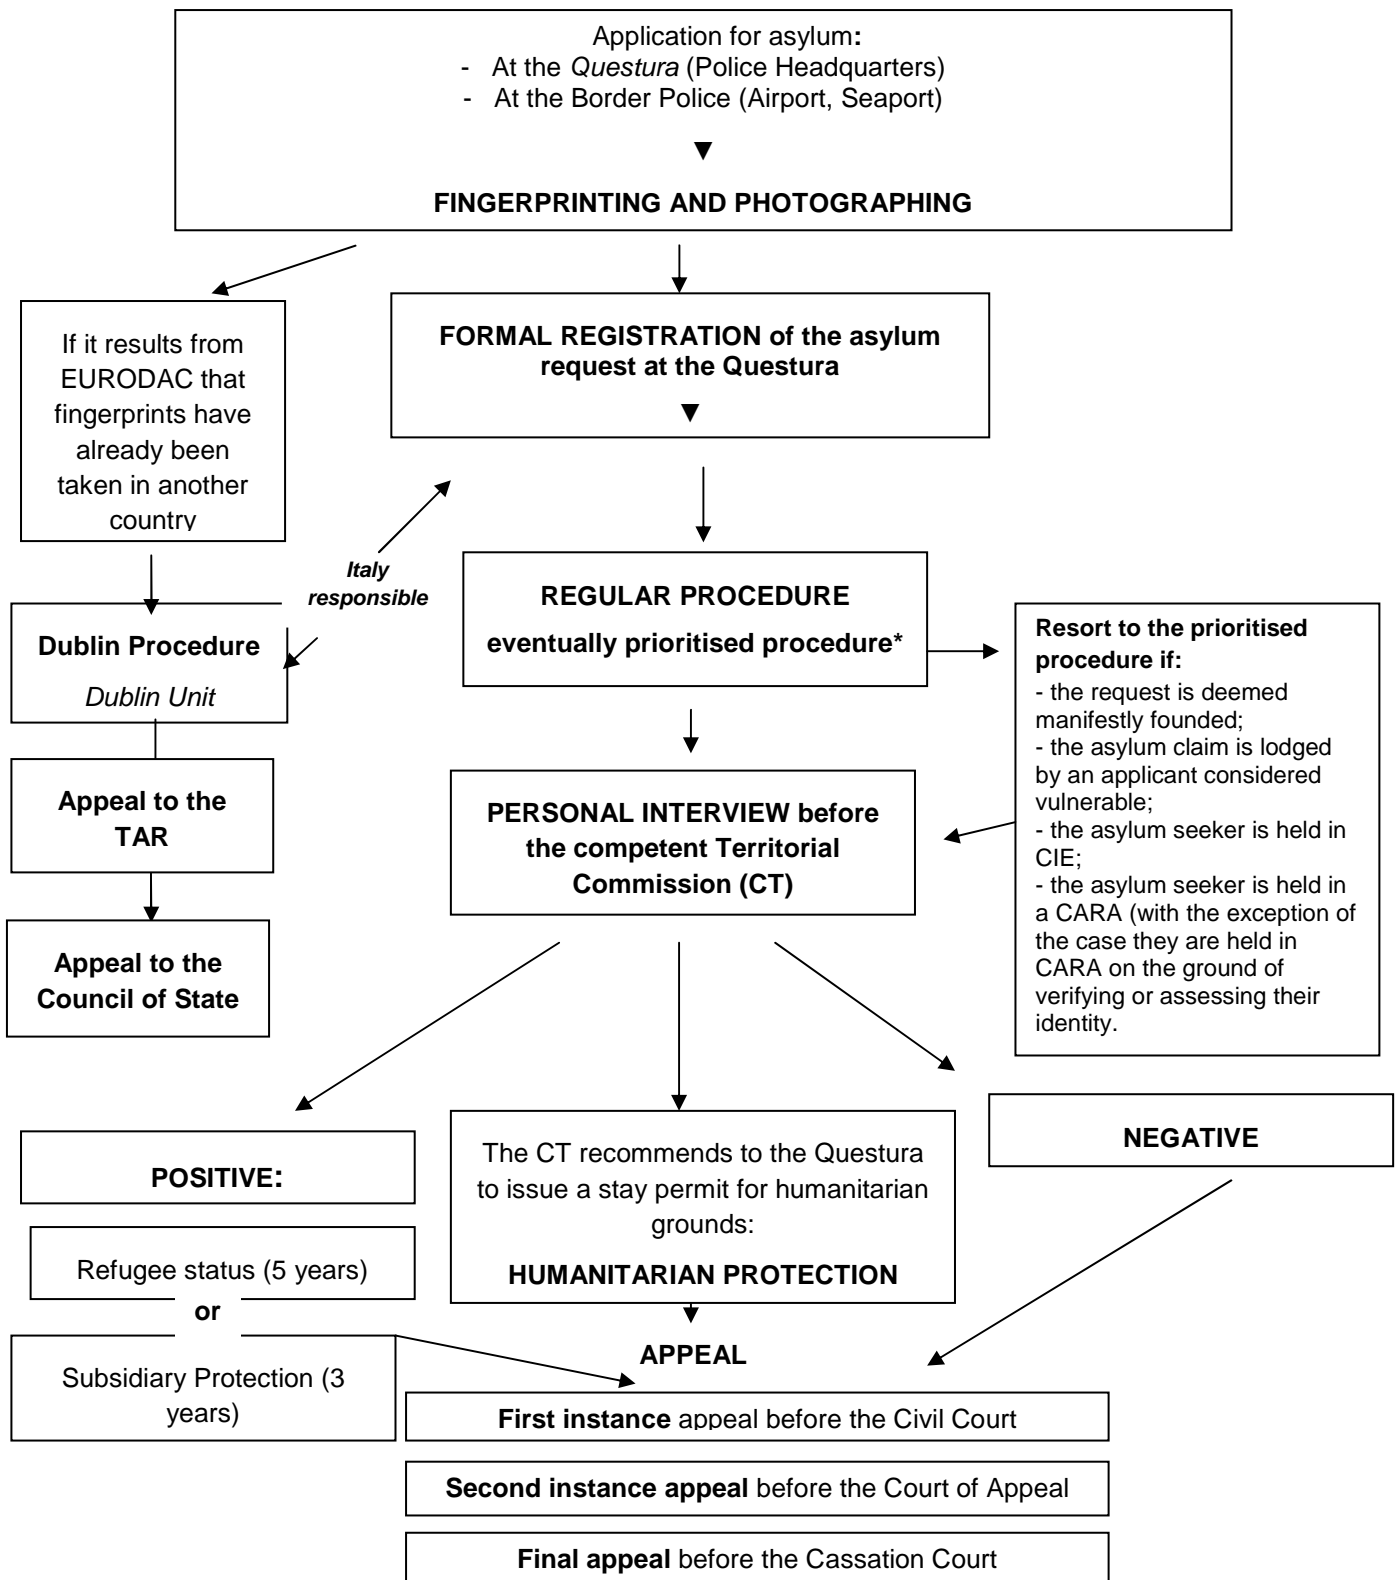 Application for asylum:
- At the Questura (Police Headquarters)
- At the Border Police (Airport, Seaport)
▼
FINGERPRINTING AND PHOTOGRAPHING
If it results from
EURODAC that
fingerprints have
already been
taken in another
country
FORMAL REGISTRATION of the asylum
request at the Questura
▼
Italy
responsible
Dublin Procedure
Dublin Unit
Appeal to the
TAR
Appeal to the
Council of State
REGULAR PROCEDURE
eventually prioritised procedure*
Resort to the prioritised
procedure if:
- the request is deemed
manifestly founded;
- the asylum claim is lodged
by an applicant considered
vulnerable;
- the asylum seeker is held in
CIE;
- the asylum seeker is held in
a CARA (with the exception of
the case they are held in
CARA on the ground of
verifying or assessing their
identity.
PERSONAL INTERVIEW before
the competent Territorial
Commission (CT)
POSITIVE:
Refugee status (5 years)
or
Subsidiary Protection (3
years)
The CT recommends to the Questura
to issue a stay permit for humanitarian
grounds:
HUMANITARIAN PROTECTION
NEGATIVE
APPEAL
First instance appeal before the Civil Court
Second instance appeal before the Court of Appeal
Final appeal before the Cassation Court